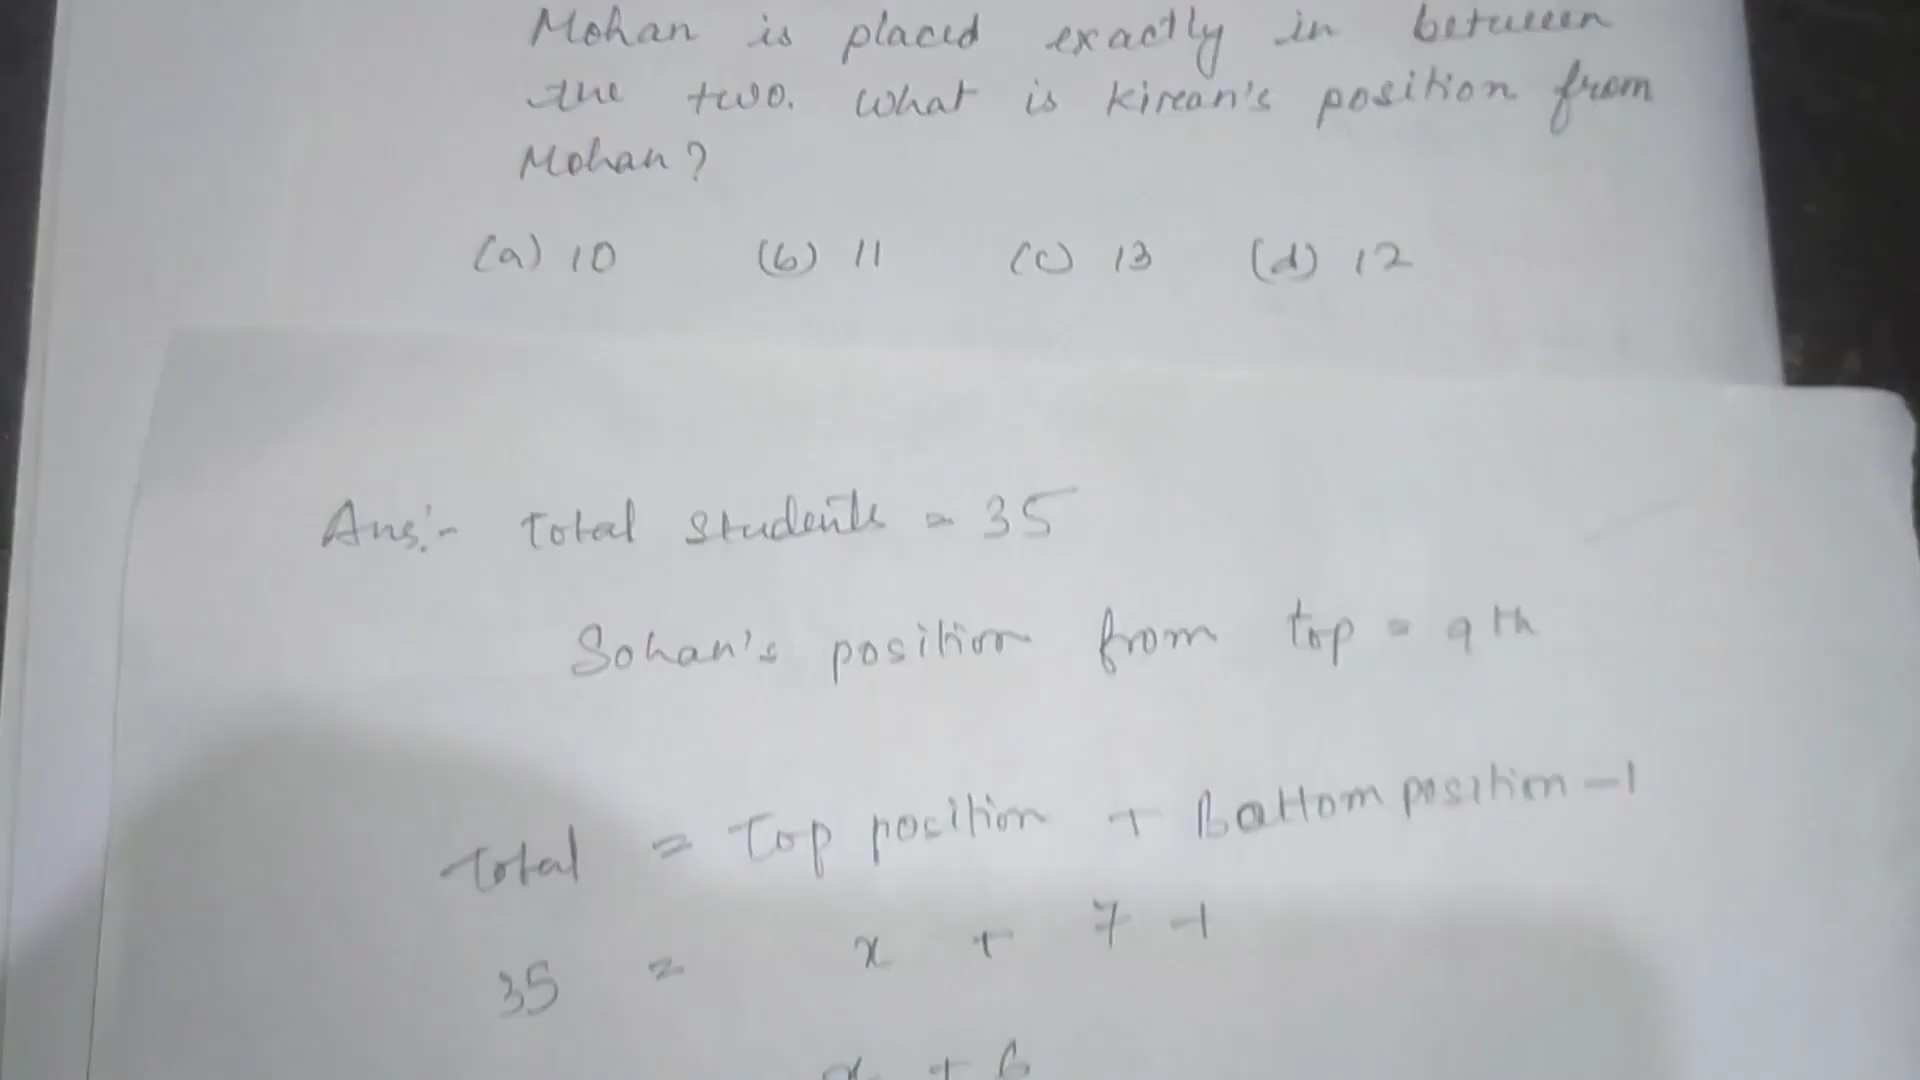 Mohan is placed exactly in between
the two. What is Kiran's position from
Mohan?
(a) 10 (b) 11 (c) 13 (d) 12
Ans:- Total students = 35
Sohan's position from top = 9th
Total = Top position + Bottom position -1
35 = x + 7 -1
x + 6